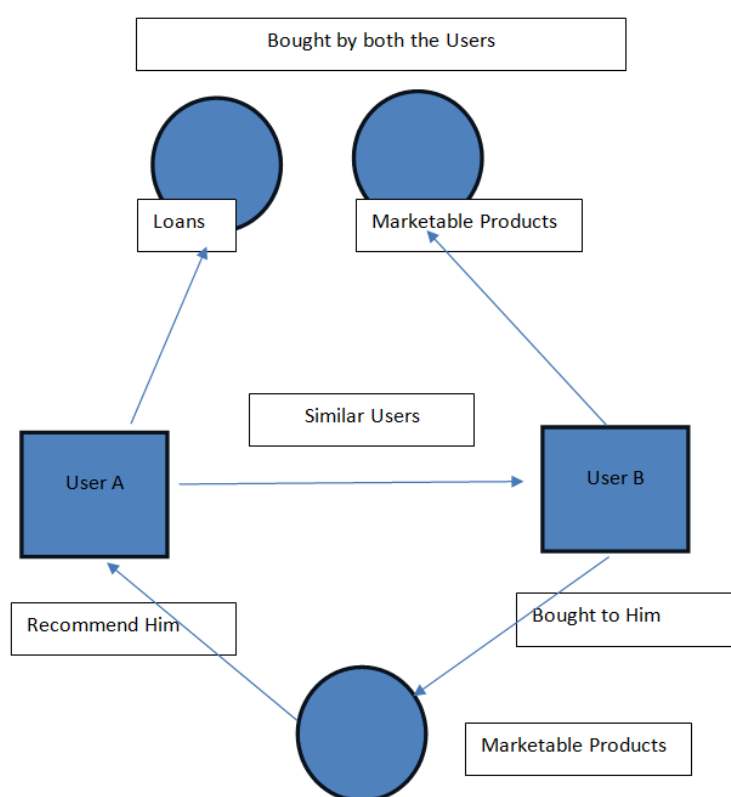 Bought by both the Users
Loans
Marketable Products
Similar Users
User A
User B
Recommend Him
Bought to Him
Marketable Products